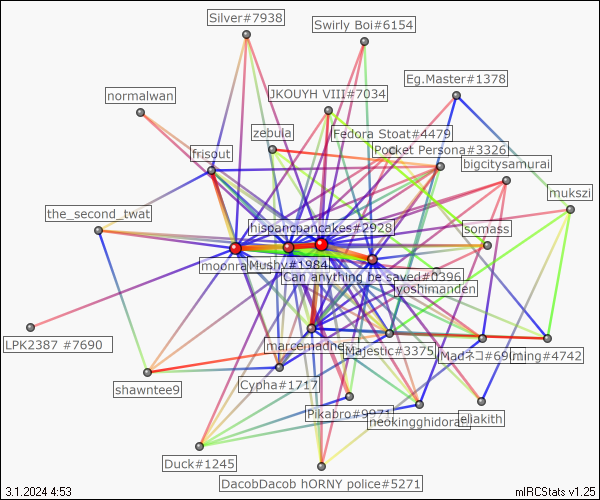 Silver#7938
Swirly Boi#6154
Eg.Master#1378
normalwan
JKOUYH VIII#7034
zebula
Fedora Stoat#4479
Pocket Persona#3326
frisout
bigcitysamurai
mukszi
the_second_twat
hispancpancakes#2928
somass
Mushy#1984
Can anything be saved#0396
yoshimanden
LPK2387 #7690
marcemadne
Majestic#3375
Madネコ#69
ming#4742
shawntee9
Cypha#1717
Pikabro#9971
neokingghidorah
eliakith
Duck#1245
DacobDacob hORNY police#5271
3.1.2024 4:53
mIRCStats v1.25